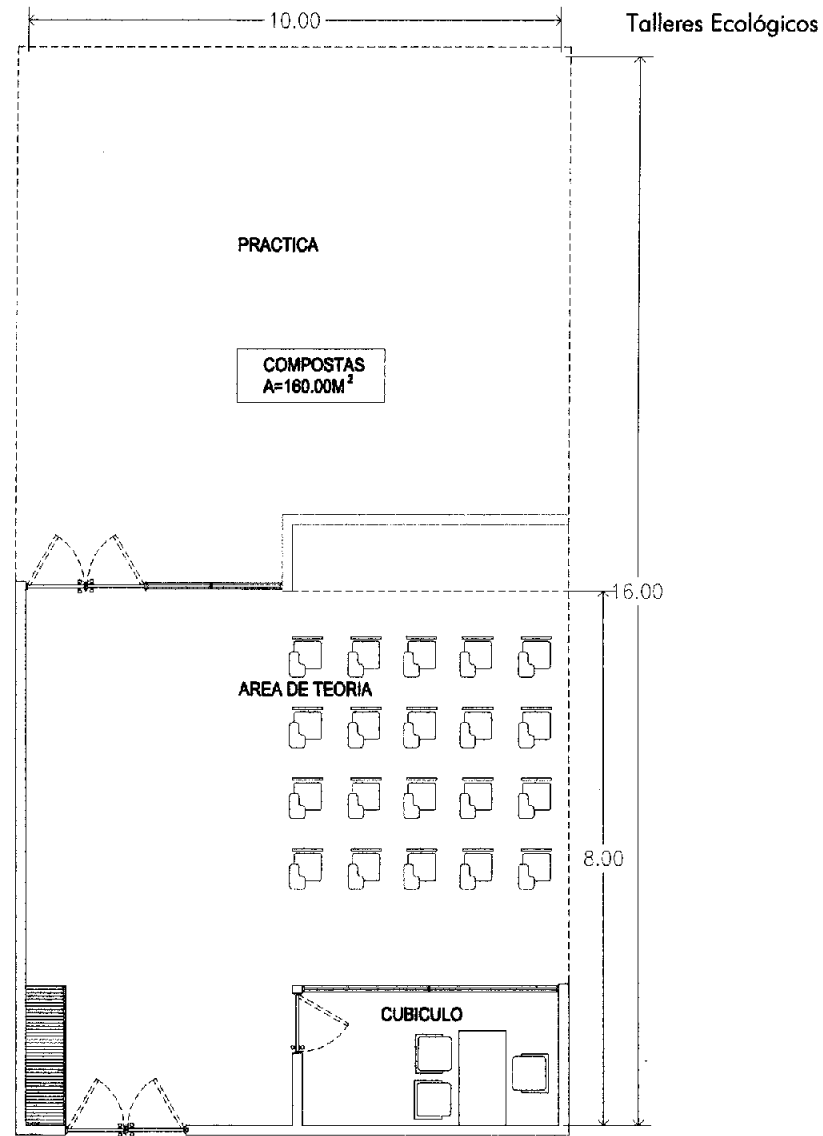 10.00
Talleres Ecológicos
PRACTICA
COMPOSTAS
A=160.00M²
16.00
AREA DE TEORIA
8.00
CUBICULO